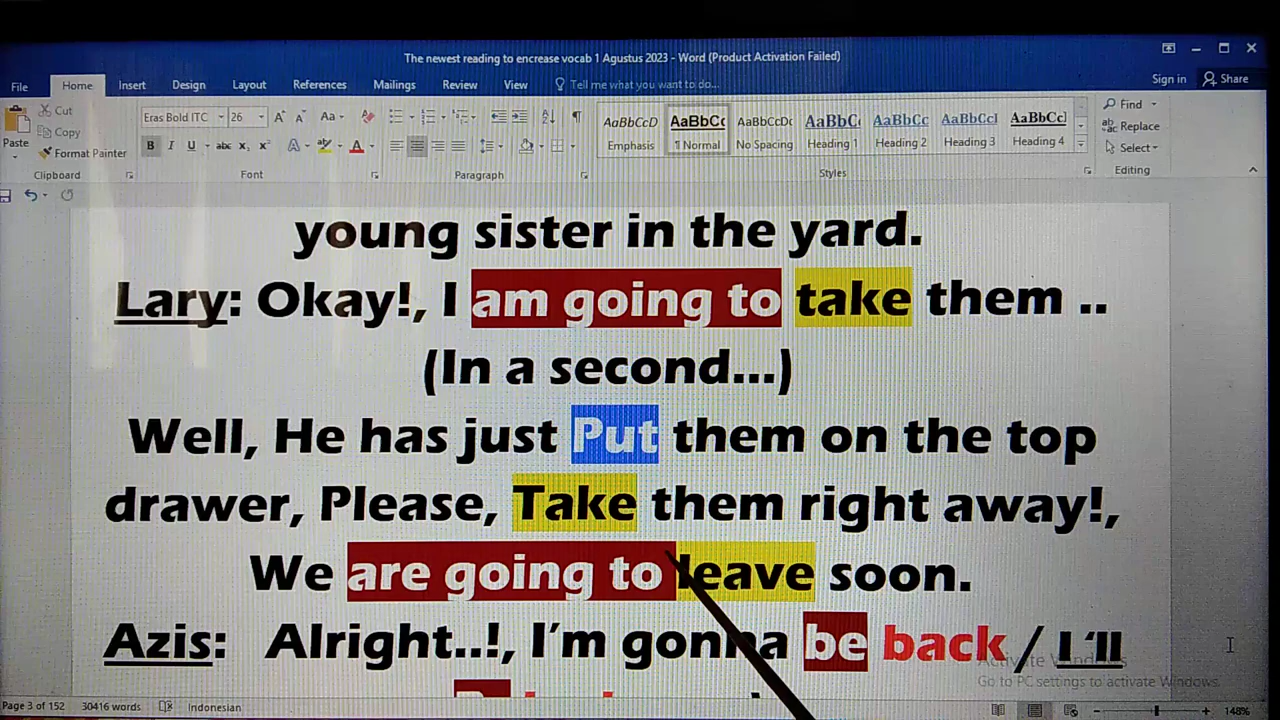 The newest reading to encrease vocab 1 Agustus 2023 - Word (Product Activation Failed)
File Home Insert Design Layout References Mailings Review View Tell me what you want to do... Sign in Share
Cut
Copy
Paste
Format Painter
Clipboard
Eras Bold ITC 26
Font
Paragraph
AaBbCcD AaBbCc AaBbCcDc AaBbC AaBbCc AaBbCcI AaBbCcI
Emphasis ¶ Normal No Spacing Heading 1 Heading 2 Heading 3 Heading 4
Styles
Find
Replace
Select
Editing
young sister in the yard.
Lary: Okay!, I am going to take them ..
(In a second...)
Well, He has just Put them on the top
drawer, Please, Take them right away!,
We are going to leave soon.
Azis: Alright..!, I'm gonna be back / I 'll
Activate Windows
Go to PC settings to activate Windows.
Page 3 of 152 30416 words Indonesian 148%